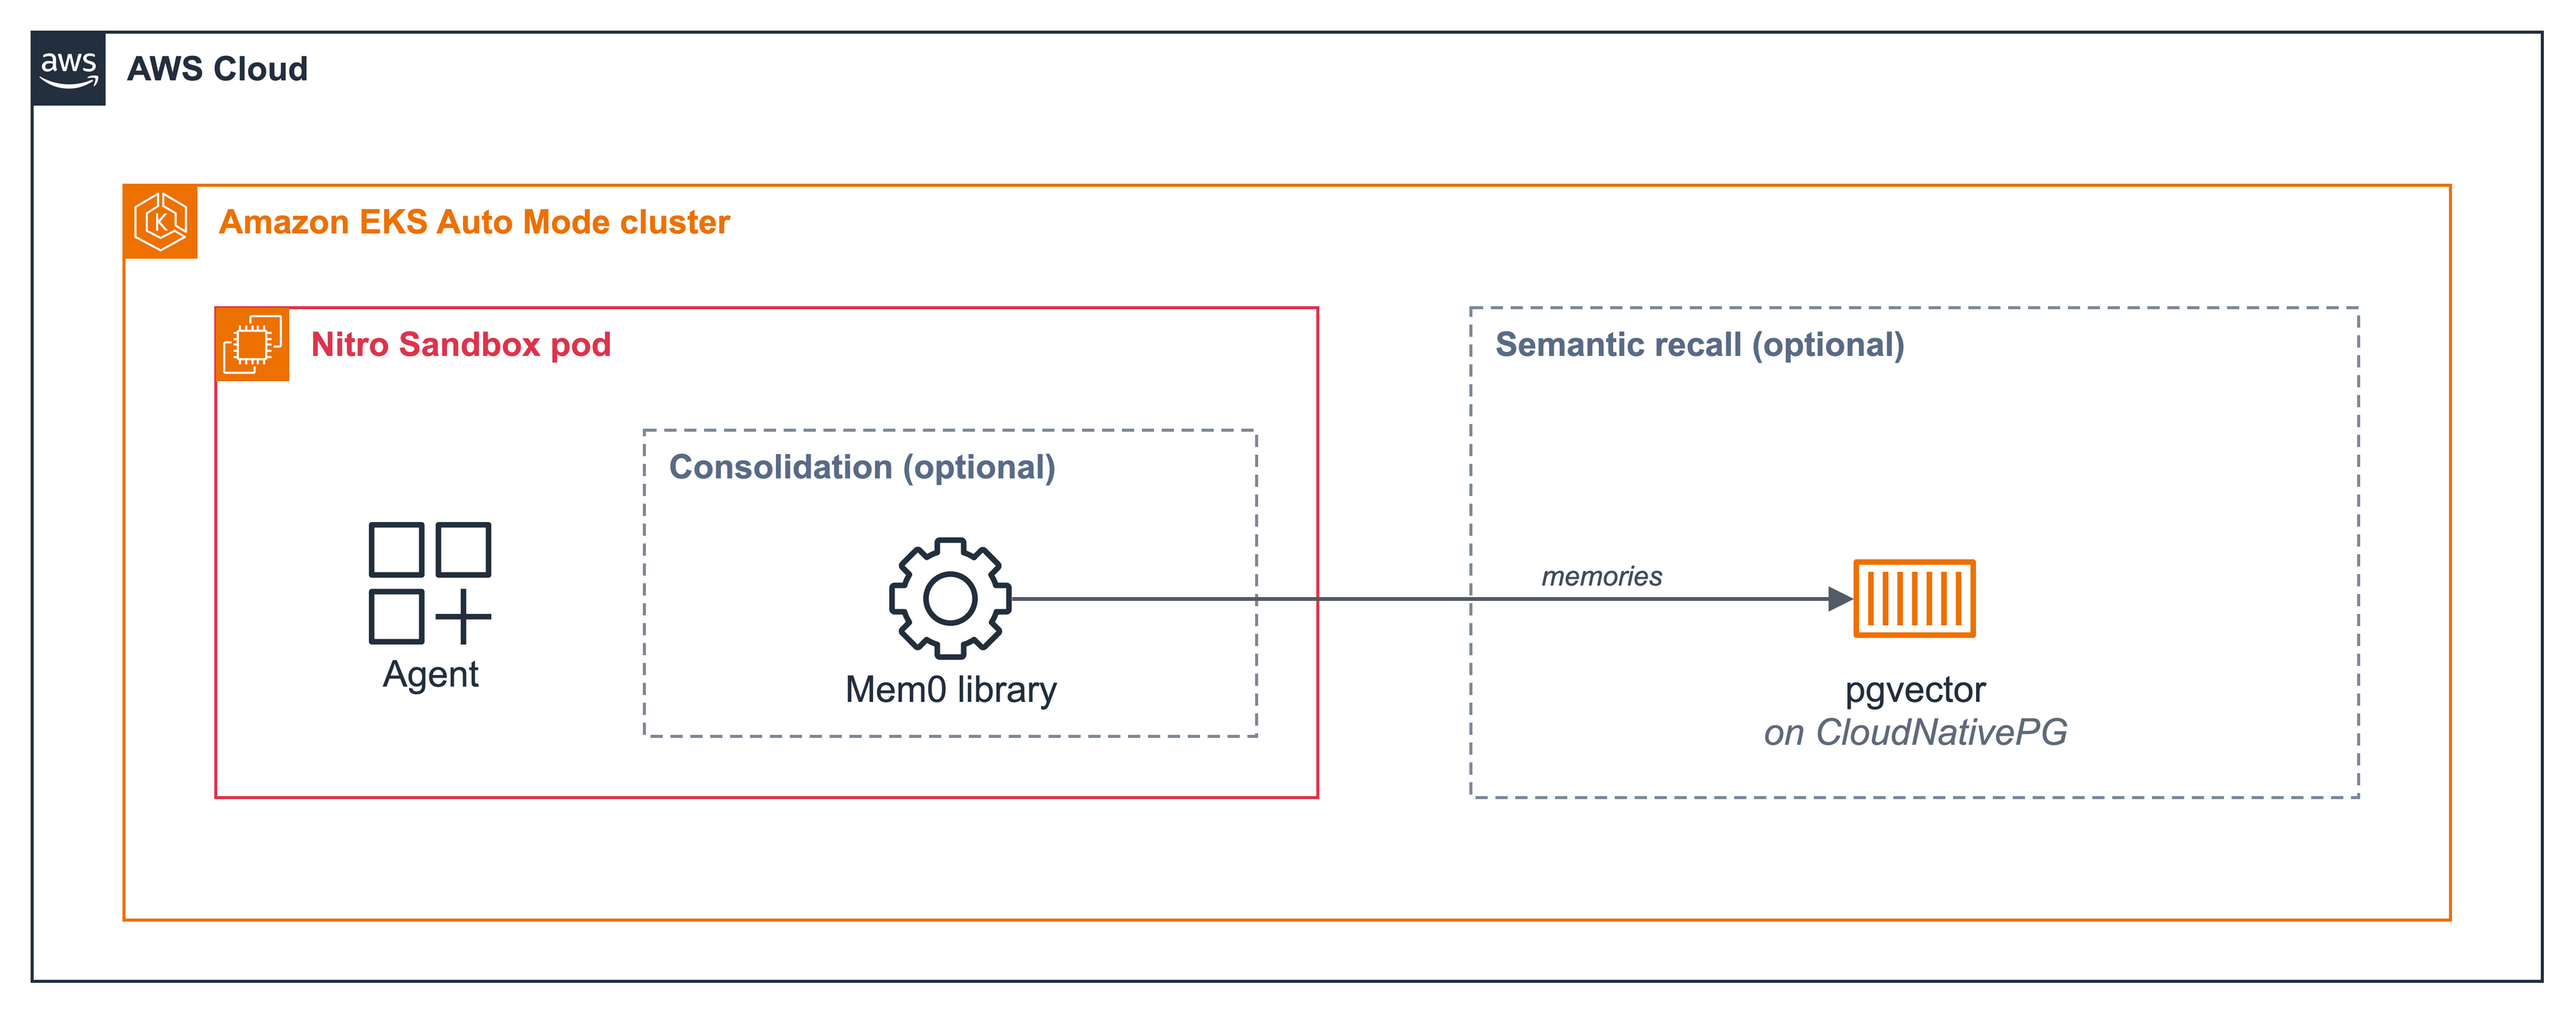 aws
AWS Cloud
Amazon EKS Auto Mode cluster
K
Nitro Sandbox pod
Semantic recall (optional)
Consolidation (optional)
memories
Agent
Mem0 library
pgvector
on CloudNativePG